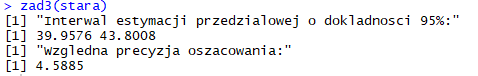 > zad3(stara)
[1] "Interwal estymacji przedzialowej o dokladnosci 95%:"
[1] 39.9576 43.8008
[1] "Wzgledna precyzja oszacowania:"
[1] 4.5885